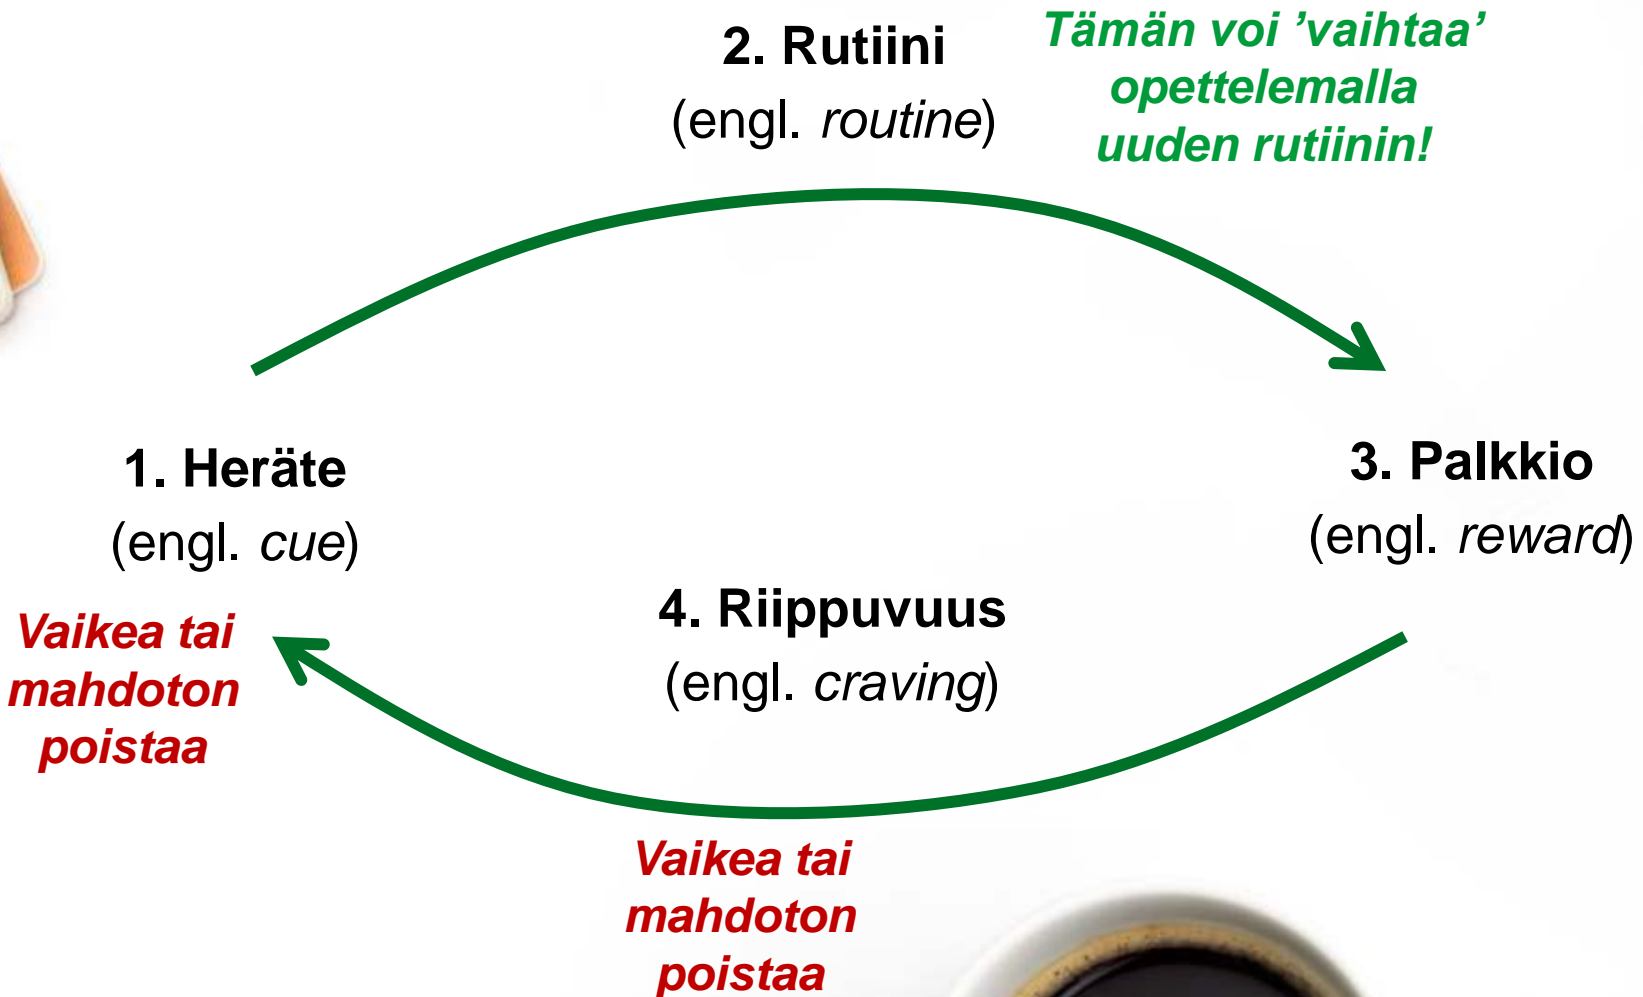 2. Rutiini
(engl. routine)
Tämän voi ’vaihtaa’
opettelemalla
uuden rutiinin!
1. Heräte
(engl. cue)
Vaikea tai
mahdoton
poistaa
3. Palkkio
(engl. reward)
4. Riippuvuus
(engl. craving)
Vaikea tai
mahdoton
poistaa